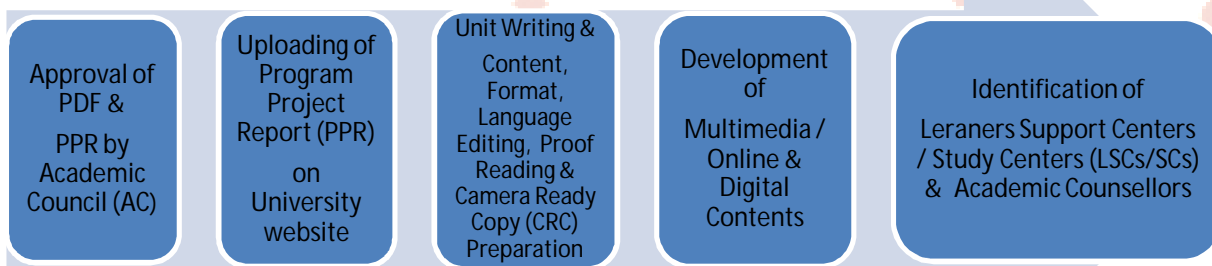 Approval of
PDF &
PPR by
Academic
Council (AC)
Uploading of
Program
Project
Report (PPR)
on
University
website
Unit Writing &
Content,
Format,
Language
Editing, Proof
Reading &
Camera Ready
Copy (CRC)
Preparation
Development
of
Multimedia /
Online &
Digital
Contents
Identification of
Leraners Support Centers
/ Study Centers (LSCs/SCs)
& Academic Counsellors